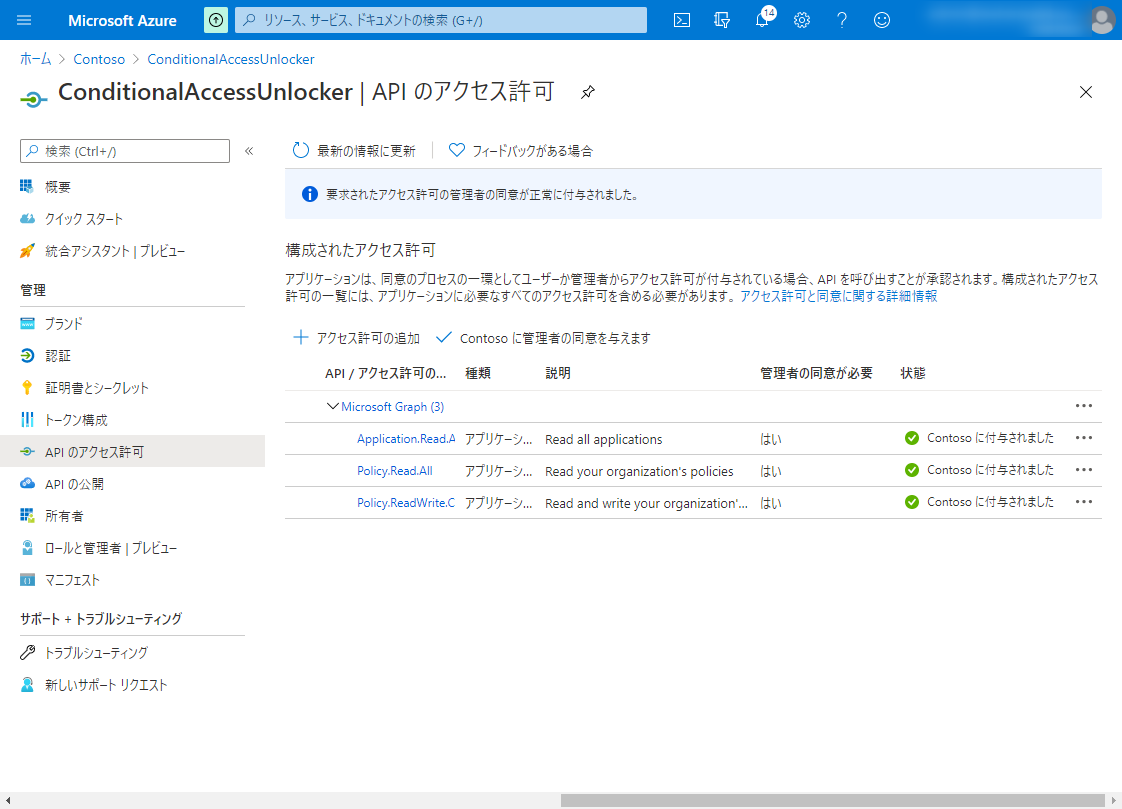 Microsoft Azure
リソース、サービス、ドキュメントの検索 (G+/)
14
ホーム > Contoso > ConditionalAccessUnlocker
ConditionalAccessUnlocker | API のアクセス許可
検索 (Ctrl+/)
概要
クイック スタート
統合アシスタント | プレビュー
管理
ブランド
認証
証明書とシークレット
トークン構成
API のアクセス許可
API の公開
所有者
ロールと管理者 | プレビュー
マニフェスト
サポート + トラブルシューティング
トラブルシューティング
新しいサポート リクエスト
最新の情報に更新 フィードバックがある場合
要求されたアクセス許可の管理者の同意が正常に付与されました。
構成されたアクセス許可
アプリケーションは、同意のプロセスの一環としてユーザーか管理者からアクセス許可が付与されている場合、API を呼び出すことが承認されます。構成されたアクセス
許可の一覧には、アプリケーションに必要なすべてのアクセス許可を含める必要があります。 アクセス許可と同意に関する詳細情報
アクセス許可の追加 Contoso に管理者の同意を与えます
API / アクセス許可の... 種類 説明 管理者の同意が必要 状態
Microsoft Graph (3)
Application.Read.A アプリケーシ... Read all applications はい Contoso に付与されました
Policy.Read.All アプリケーシ... Read your organization's policies はい Contoso に付与されました
Policy.ReadWrite.C アプリケーシ... Read and write your organization'... はい Contoso に付与されました